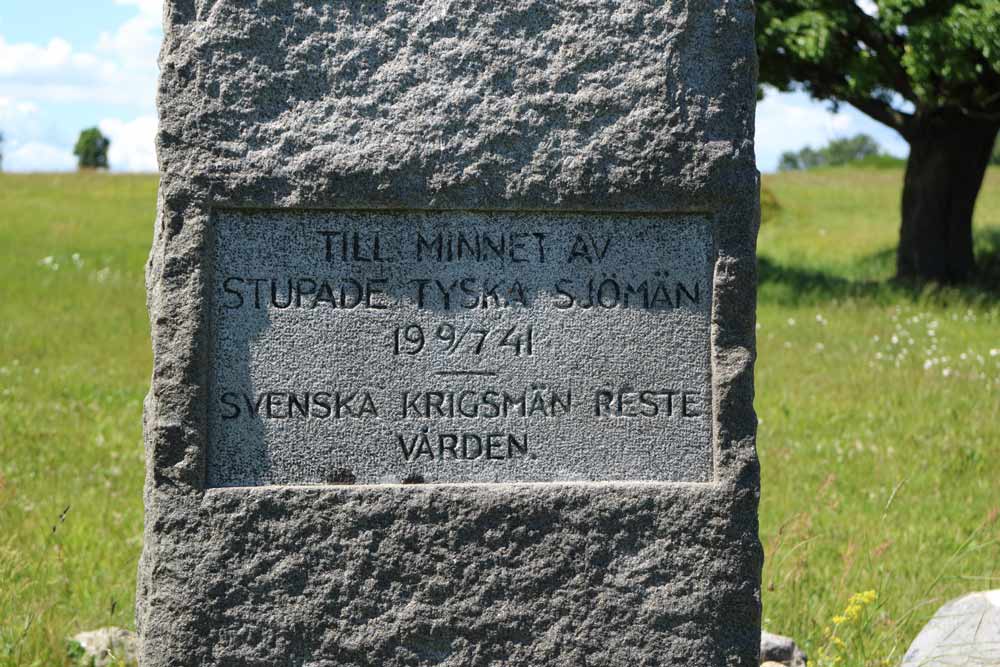 TILL MINNET AV
STUPADE TYSKA SJÖMÄN
19 9/7 41
SVENSKA KRIGSMÄN RESTE
VÅRDEN.